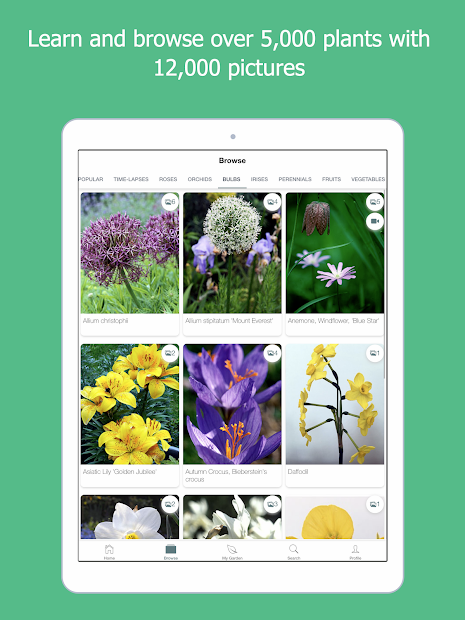 Learn and browse over 5,000 plants with
12,000 pictures
Browse
POPULAR TIME-LAPSES ROSES ORCHIDS BULBS IRISES PERENNIALS FRUITS VEGETABLES
6 4 5
Allium christophii Allium stipitatum 'Mount Everest' Anemone, Windflower, 'Blue Star'
2 4 1
Asiatic Lily 'Golden Jubilee' Autumn Crocus, Bieberstein's Daffodil
crocus
2 3 1
Home Browse My Garden Search Profile